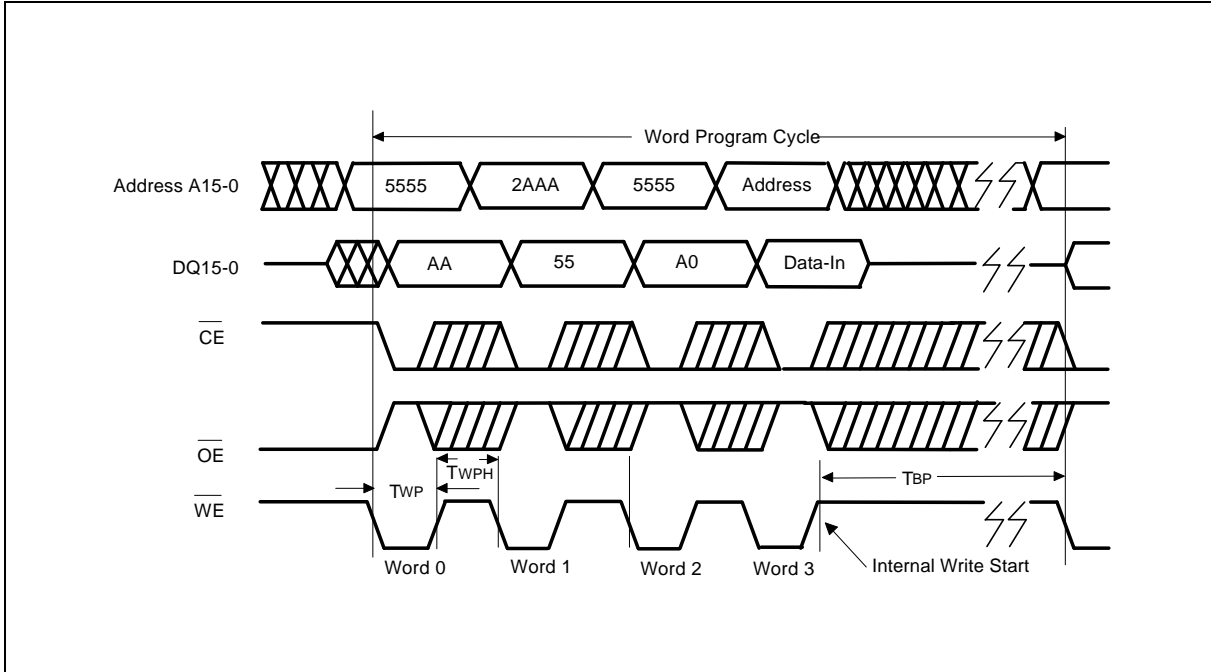 Word Program Cycle
Address A15-0
5555
2AAA
5555
Address
DQ15-0
AA
55
A0
Data-In
CE
OE
TWPH
TWP
TBP
WE
Word 0
Word 1
Word 2
Word 3
Internal Write Start